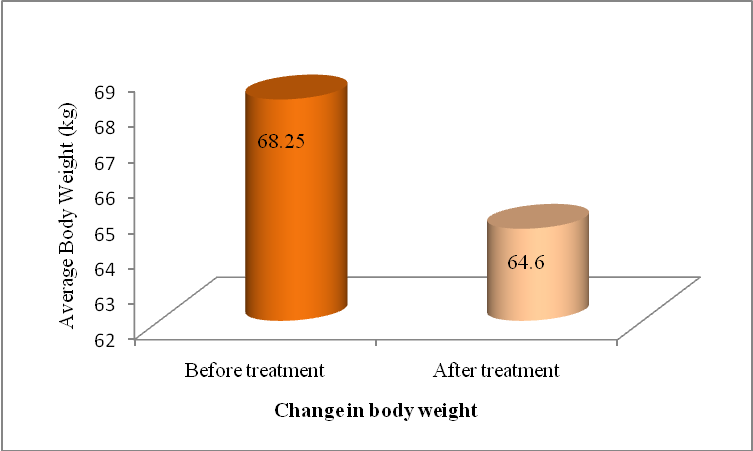 Average Body Weight (kg)
69
68
67
66
65
64
63
62
68.25
64.6
Before treatment
After treatment
Change in body weight